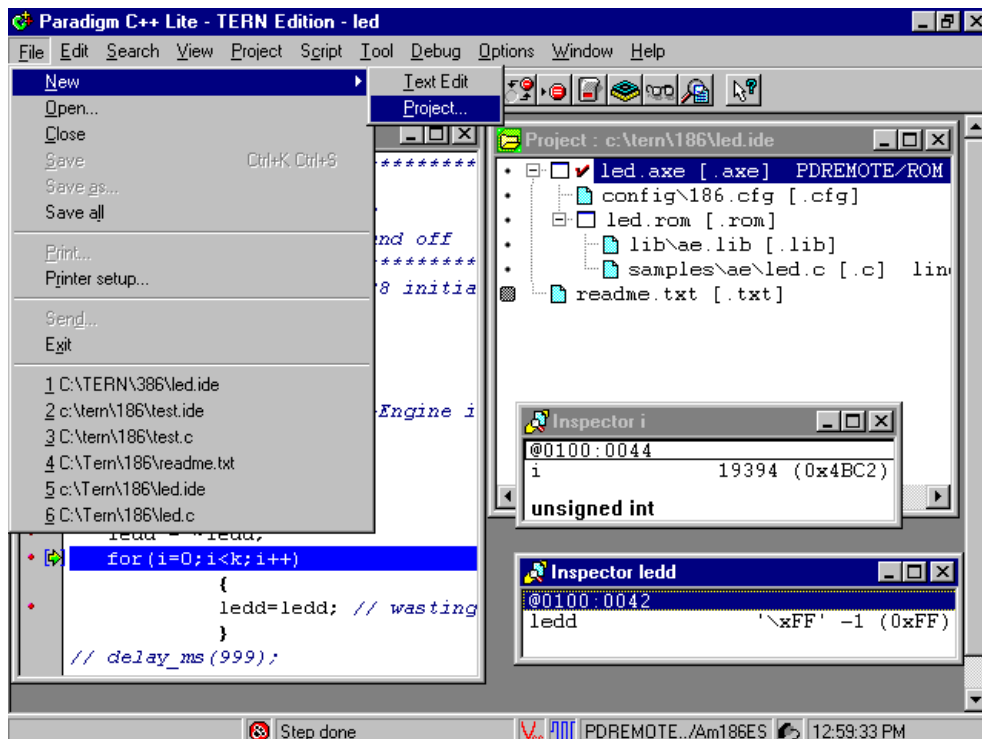 Paradigm C++ Lite - TERN Edition - led
File Edit Search View Project Script Tool Debug Options Window Help
New
Open...
Close
Save Ctrl+K Ctrl+S
Save as...
Save all
Print...
Printer setup...
Send...
Exit
1 C:\TERN\386\led.ide
2 c:\tern\186\test.ide
3 C:\tern\186\test.c
4 C:\Tern\186\readme.txt
5 c:\Tern\186\led.ide
6 C:\Tern\186\led.c
Text Edit
Project...
*********
nd off
*********
8 initia
Engine i
ledd = ~ledd;
for(i=0;i<k;i++)
{
ledd=ledd; // wasting
}
// delay_ms(999);
Project : c:\tern\186\led.ide
led.axe [.axe] PDREMOTE/ROM
config\186.cfg [.cfg]
led.rom [.rom]
lib\ae.lib [.lib]
samples\ae\led.c [.c] line
readme.txt [.txt]
Inspector i
@0100:0044
i 19394 (0x4BC2)
unsigned int
Inspector ledd
@0100:0042
ledd '\xFF' -1 (0xFF)
Step done
PDREMOTE../Am186ES
12:59:33 PM